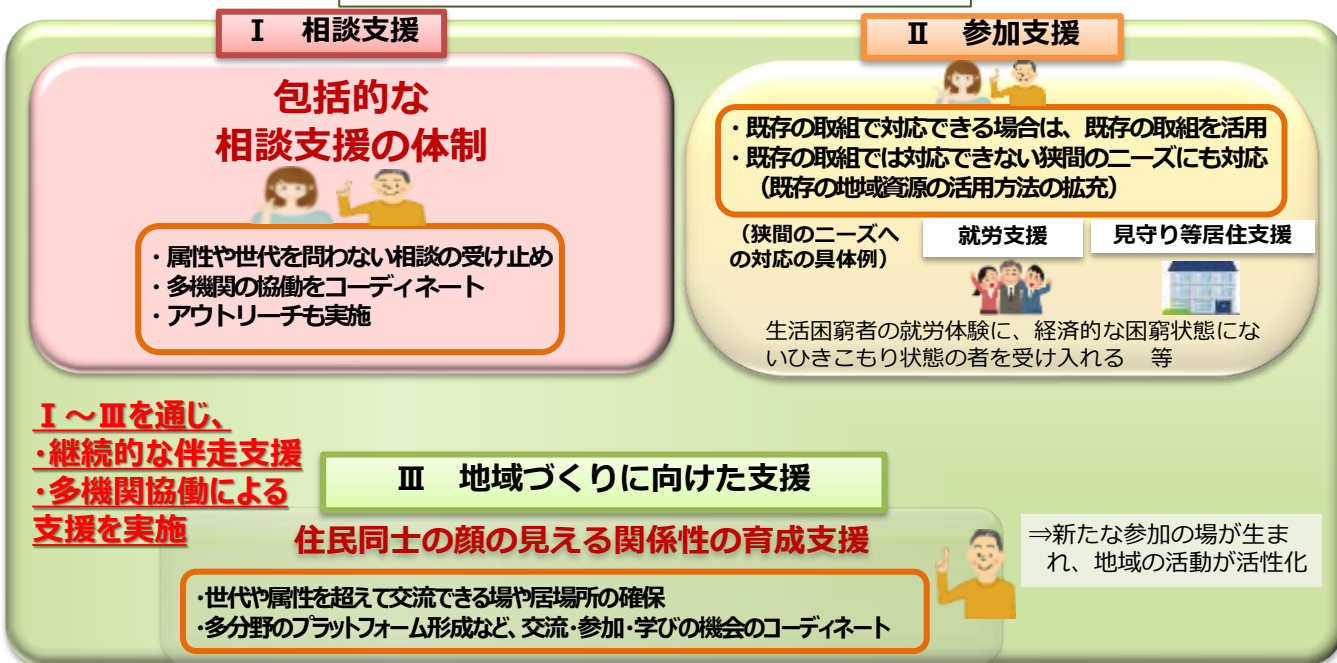 Ⅰ 相談支援
包括的な
相談支援の体制
・属性や世代を問わない相談の受け止め
・多機関の協働をコーディネート
・アウトリーチも実施
Ⅱ 参加支援
・既存の取組で対応できる場合は、既存の取組を活用
・既存の取組では対応できない狭間のニーズにも対応
（既存の地域資源の活用方法の拡充）
（狭間のニーズへ
の対応の具体例）
就労支援
見守り等居住支援
生活困窮者の就労体験に、経済的な困窮状態にな
いひきこもり状態の者を受け入れる 等
Ⅰ～Ⅲを通じ、
・継続的な伴走支援
・多機関協働による
支援を実施
Ⅲ 地域づくりに向けた支援
住民同士の顔の見える関係性の育成支援
・世代や属性を超えて交流できる場や居場所の確保
・多分野のプラットフォーム形成など、交流・参加・学びの機会のコーディネート
⇒新たな参加の場が生ま
れ、地域の活動が活性化